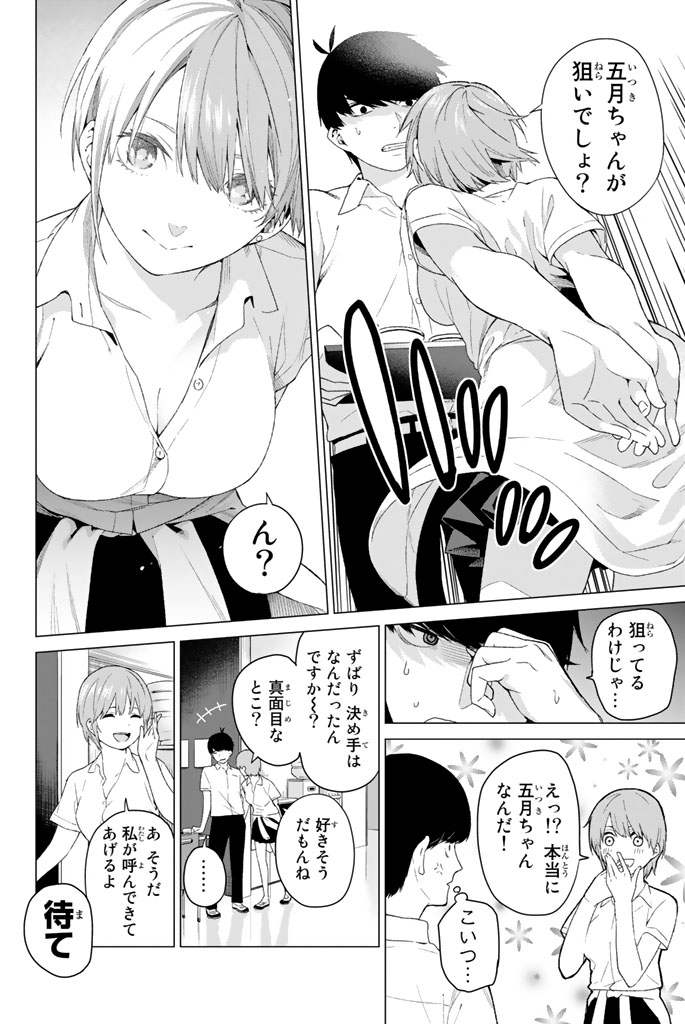 五月ちゃんが
狙いでしょ？
ん？
狙ってる
わけじゃ…
えっ!?本当に
五月ちゃん
なんだ！
こいつ…
ずばり 決め手は
なんだったん
ですか〜？
真面目な
とこ？
好きそう
だもんね
……
あ そうだ
私が呼んできて
あげるよ
待て